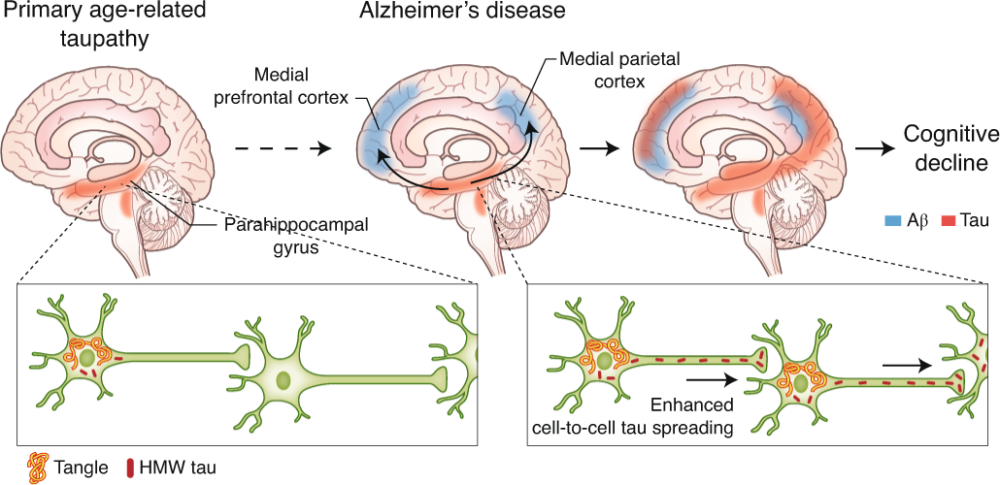 Primary age-related
taupathy
Alzheimer's disease
Medial
prefrontal cortex
Medial parietal
cortex
Cognitive
decline
Aβ
Tau
Parahippocampal
gyrus
Enhanced
cell-to-cell tau spreading
Tangle
HMW tau